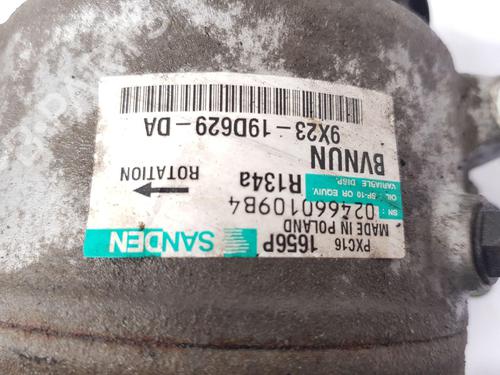 SANDEN
PXC16 1656P
MADE IN POLAND
SN : 024660109B4
OIL : SP-10 OR EQUIV.
VARIABLE DISP.
R134a
ROTATION
BVNUN
9X23-19D629-DA